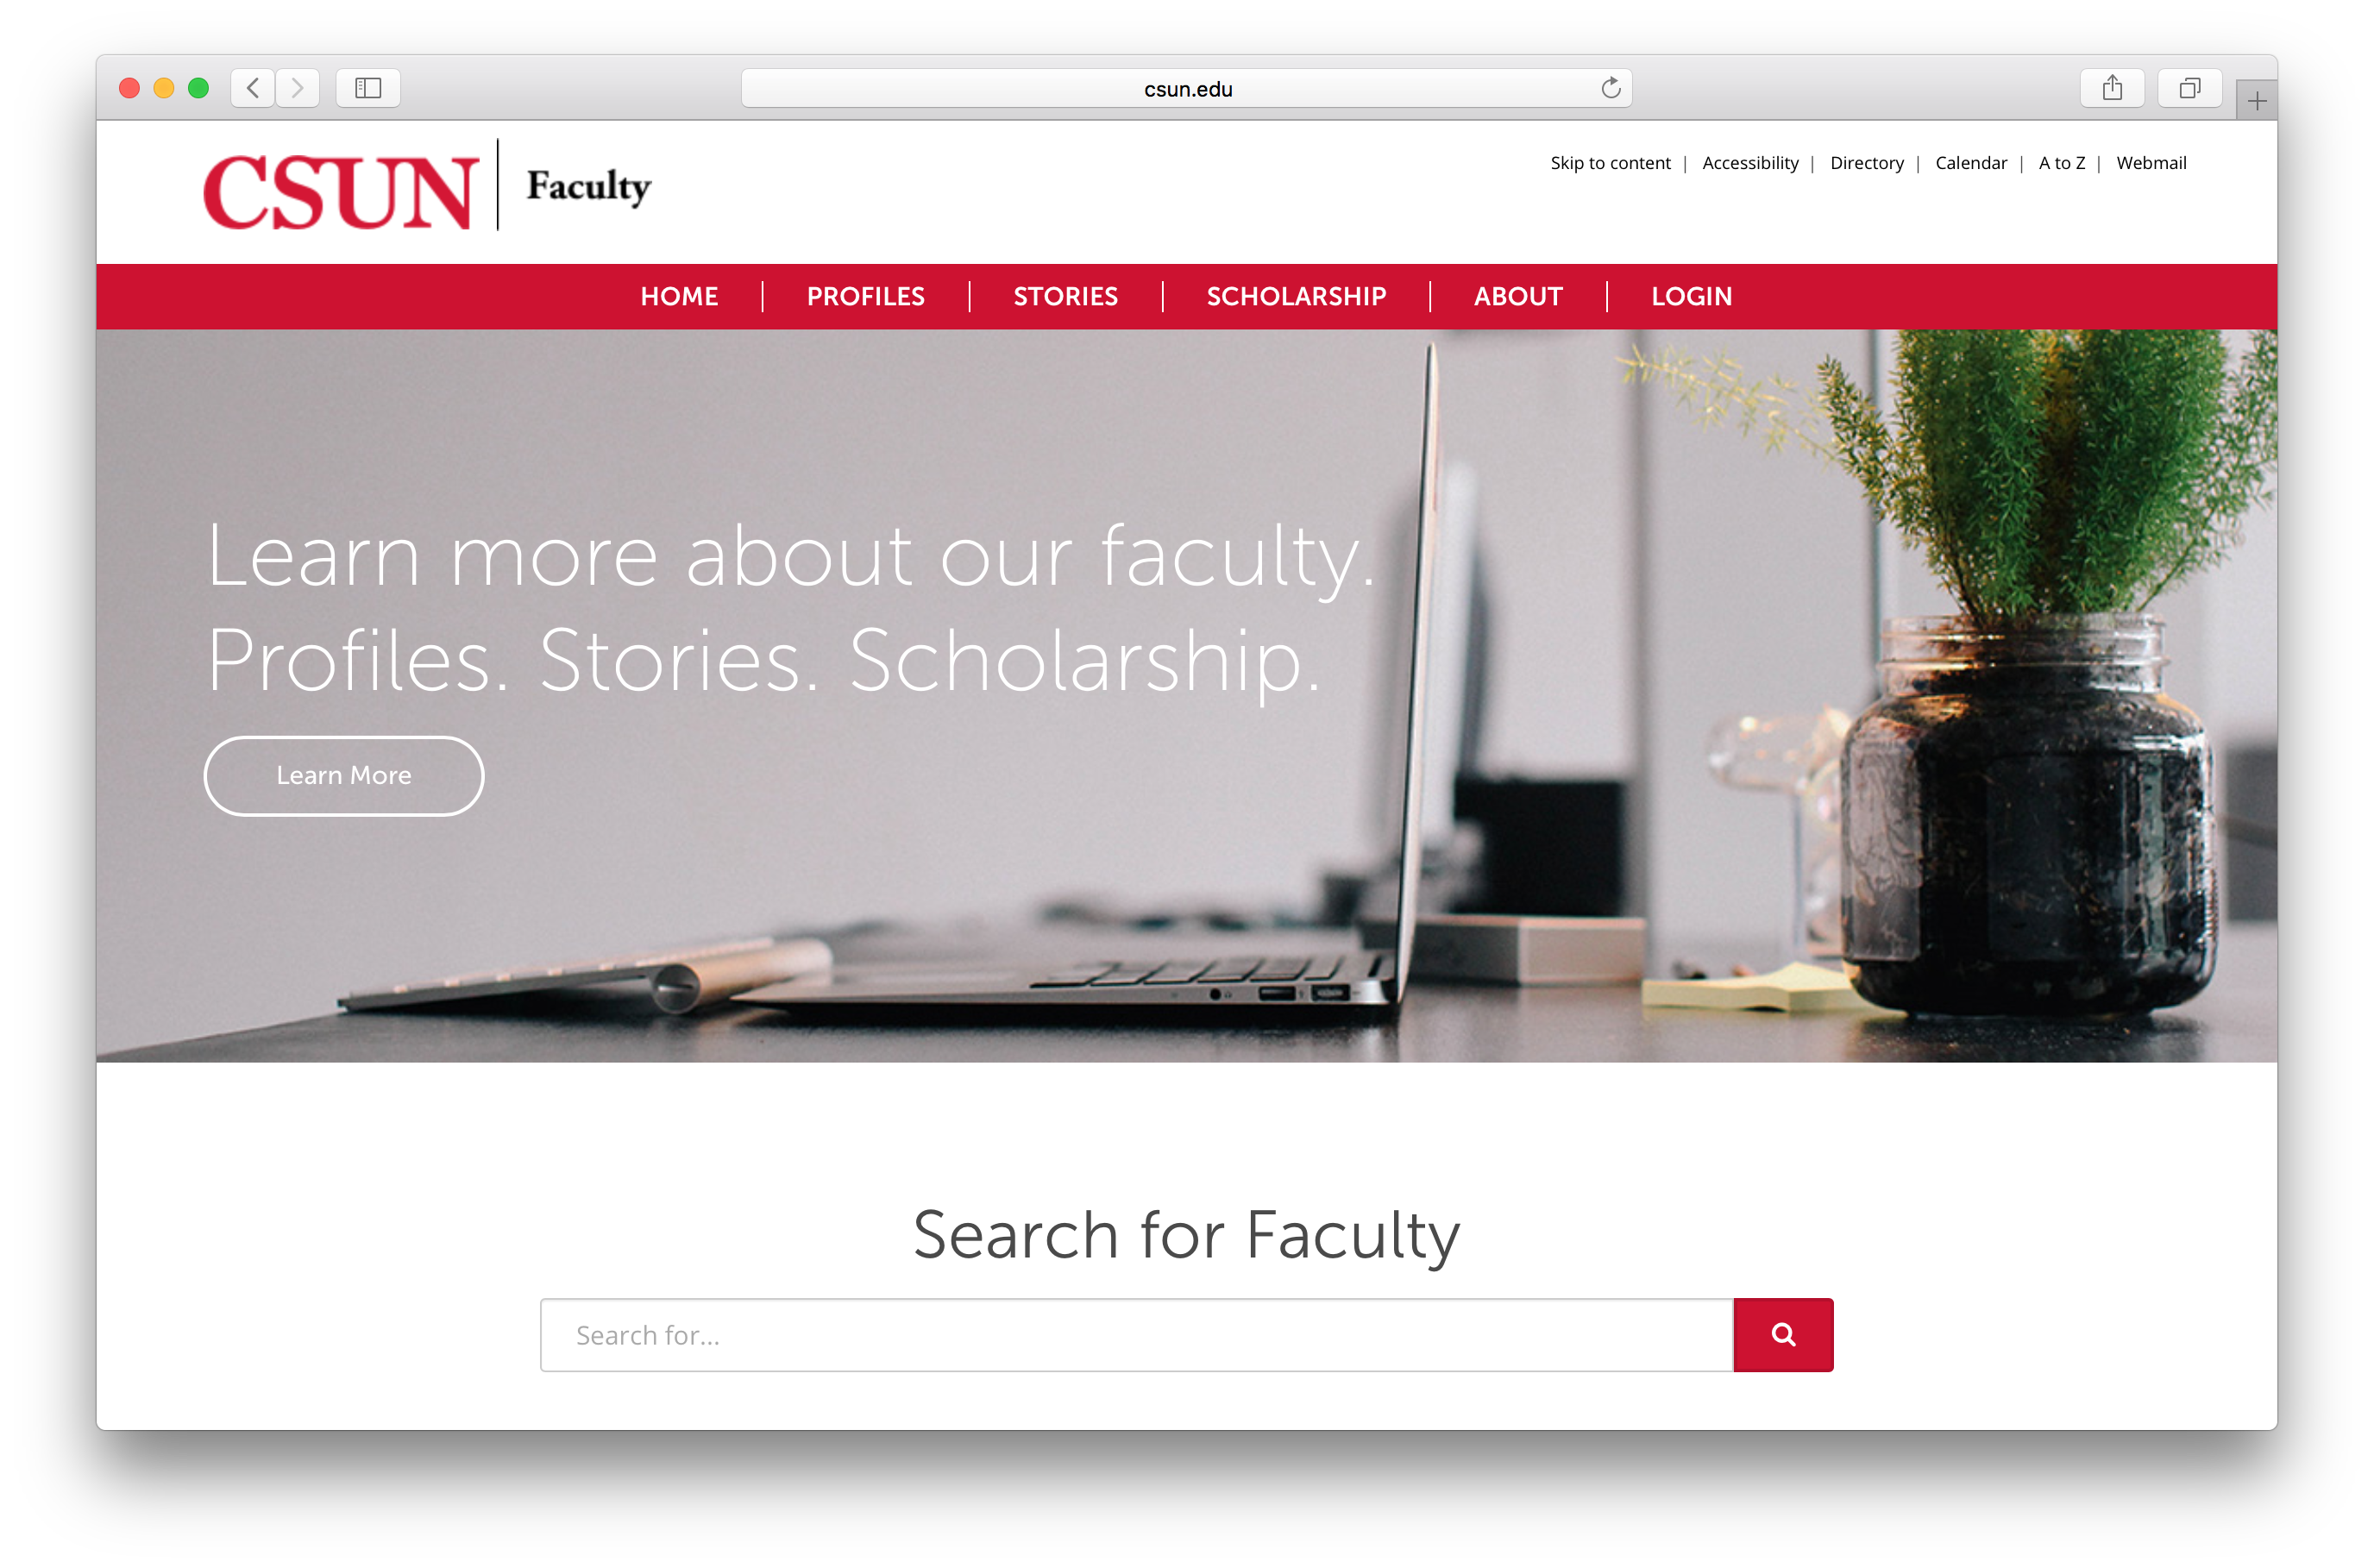 csun.edu
CSUN | Faculty
Skip to content | Accessibility | Directory | Calendar | A to Z | Webmail
HOME | PROFILES | STORIES | SCHOLARSHIP | ABOUT | LOGIN
Learn more about our faculty.
Profiles. Stories. Scholarship.
Learn More
Search for Faculty
Search for...